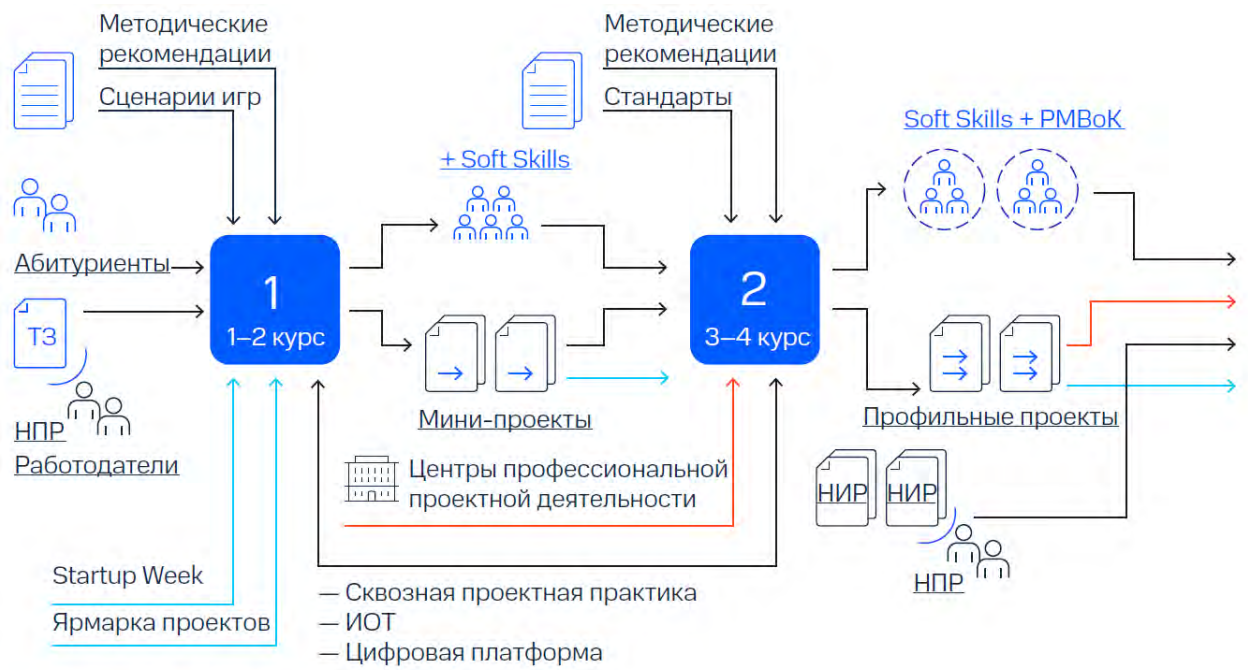 Методические
рекомендации
Сценарии игр
Методические
рекомендации
Стандарты
Soft Skills + PMBoK
+ Soft Skills
Абитуриенты
1
1–2 курс
2
3–4 курс
ТЗ
НПР
Работодатели
Мини-проекты
Профильные проекты
Центры профессиональной
проектной деятельности
НИР
НИР
НПР
Startup Week
Ярмарка проектов
— Сквозная проектная практика
— ИОТ
— Цифровая платформа